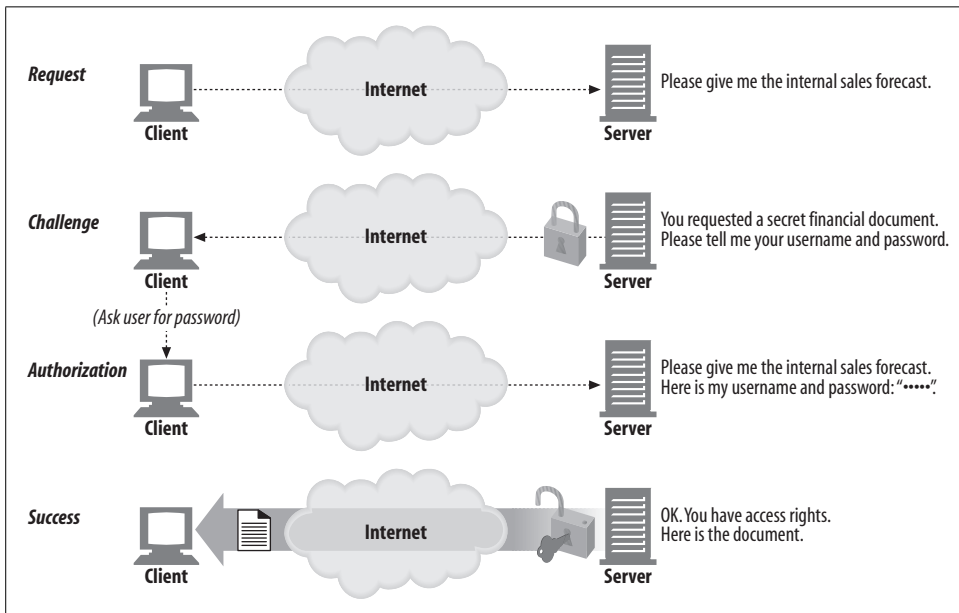 Request
Internet
Please give me the internal sales forecast.
Client
Server
Challenge
Internet
You requested a secret financial document.
Please tell me your username and password.
Client
Server
(Ask user for password)
Authorization
Internet
Please give me the internal sales forecast.
Here is my username and password: “•••••”.
Client
Server
Success
Internet
OK. You have access rights.
Here is the document.
Client
Server